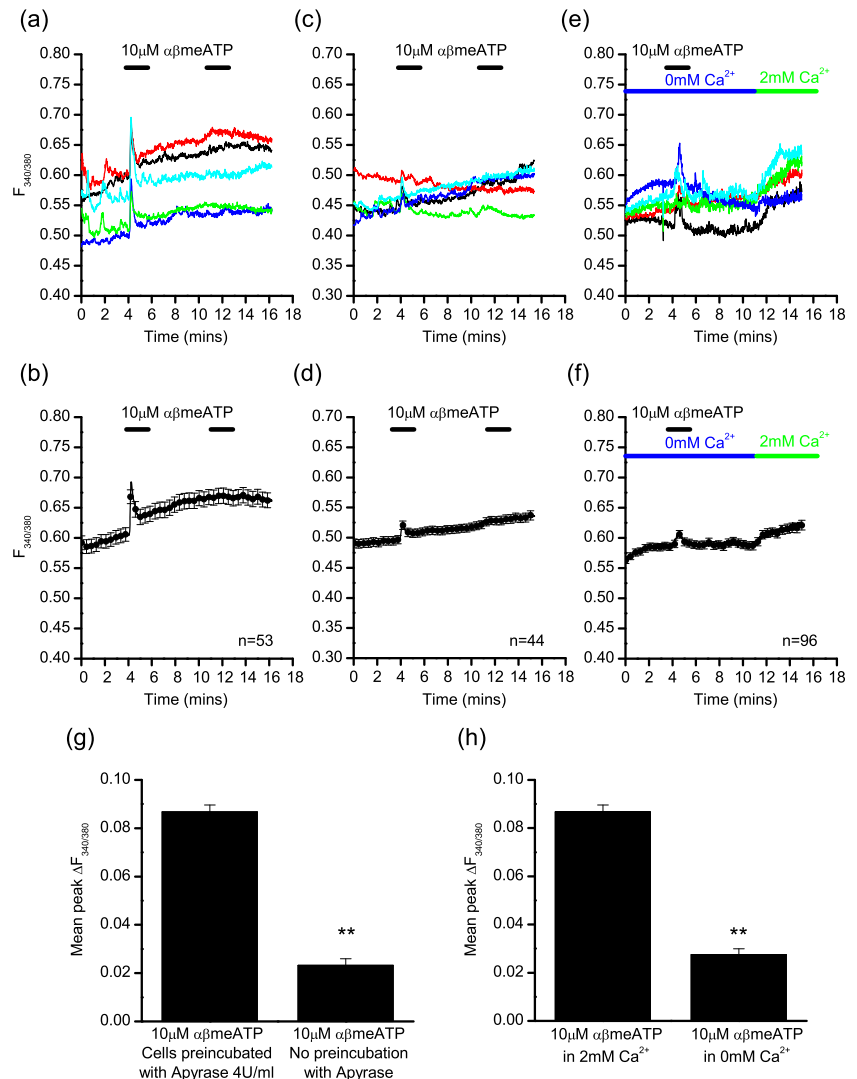 (a)
(c)
(e)
10μM αβmeATP
10μM αβmeATP
10μM αβmeATP
0mM Ca²⁺
2mM Ca²⁺
F340/380
0.80
0.75
0.70
0.65
0.60
0.55
0.50
0.45
0.40
0 2 4 6 8 10 12 14 16 18
Time (mins)
0.70
0.65
0.60
0.55
0.50
0.45
0.40
0.35
0.30
0 2 4 6 8 10 12 14 16 18
Time (mins)
0.80
0.75
0.70
0.65
0.60
0.55
0.50
0.45
0.40
0 2 4 6 8 10 12 14 16 18
Time (mins)
(b)
(d)
(f)
10μM αβmeATP
10μM αβmeATP
10μM αβmeATP
0mM Ca²⁺
2mM Ca²⁺
F340/380
0.80
0.75
0.70
0.65
0.60
0.55
0.50
0.45
0.40
n=53
0 2 4 6 8 10 12 14 16 18
Time (mins)
0.70
0.65
0.60
0.55
0.50
0.45
0.40
0.35
0.30
n=44
0 2 4 6 8 10 12 14 16 18
Time (mins)
0.80
0.75
0.70
0.65
0.60
0.55
0.50
0.45
0.40
n=96
0 2 4 6 8 10 12 14 16 18
Time (mins)
(g)
Mean peak ΔF340/380
0.10
0.08
0.06
0.04
0.02
0.00
**
10μM αβmeATP
Cells preincubated
with Apyrase 4U/ml
10μM αβmeATP
No preincubation
with Apyrase
(h)
Mean peak ΔF340/380
0.10
0.08
0.06
0.04
0.02
0.00
**
10μM αβmeATP
in 2mM Ca²⁺
10μM αβmeATP
in 0mM Ca²⁺